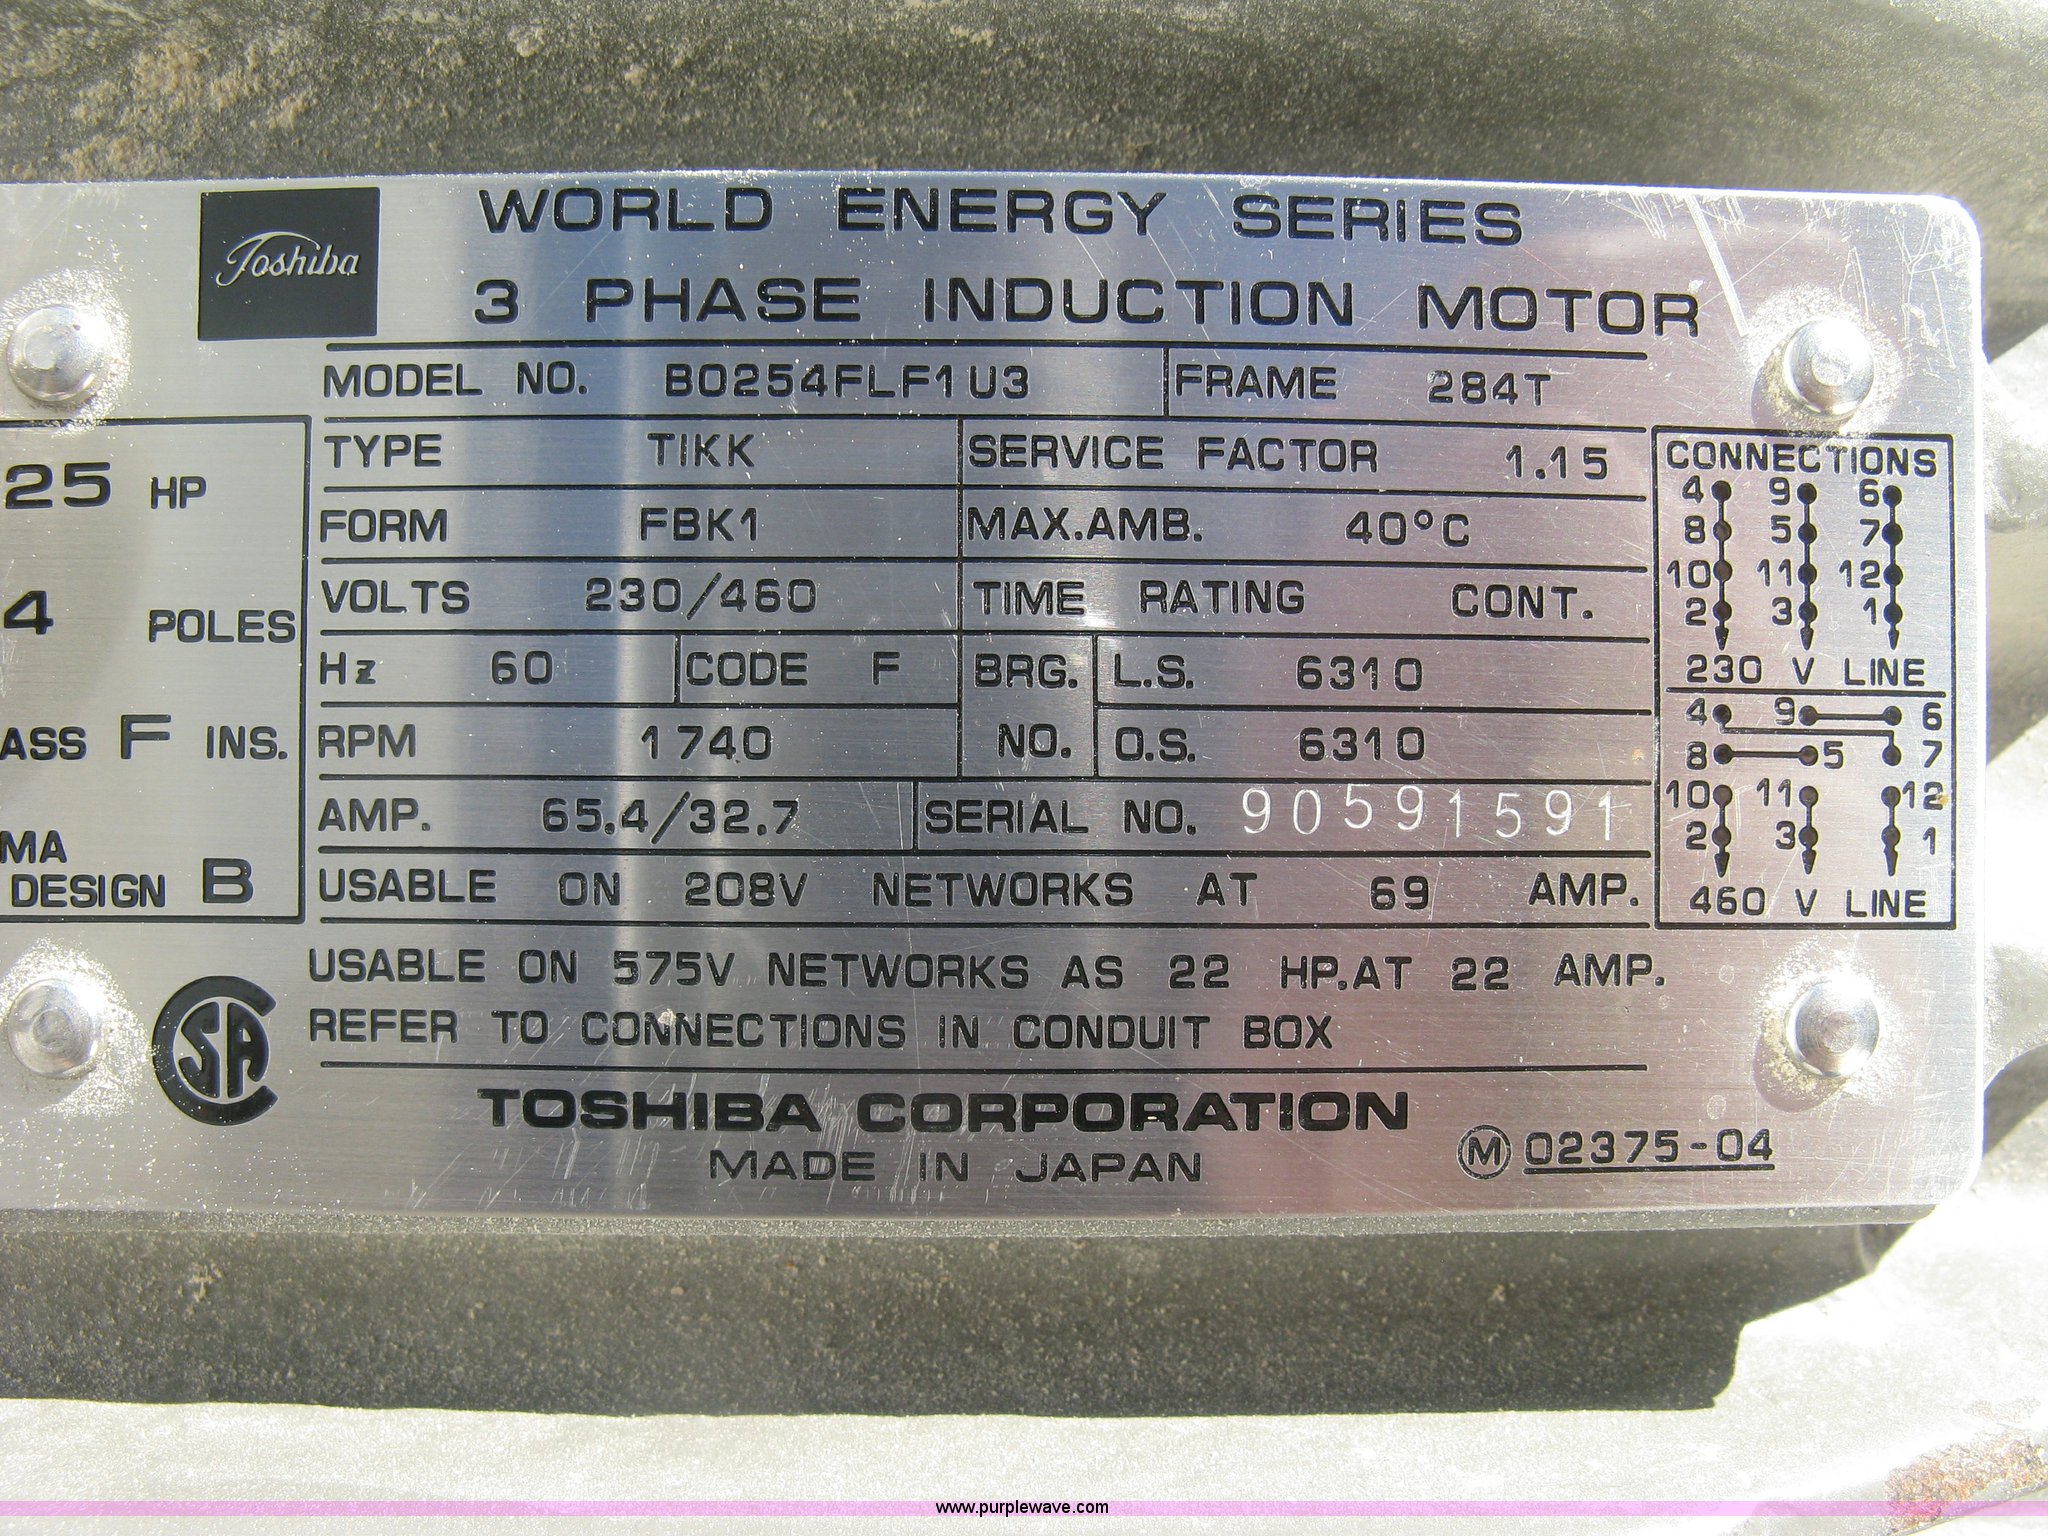 Toshiba
WORLD ENERGY SERIES
3 PHASE INDUCTION MOTOR
MODEL NO. B0254FLF1U3 FRAME 284T
25 HP
4 POLES
ASS F INS.
MA
DESIGN B
TYPE TIKK SERVICE FACTOR 1.15
FORM FBK1 MAX.AMB. 40°C
VOLTS 230/460 TIME RATING CONT.
Hz 60 CODE F BRG. L.S. 6310
RPM 1740 NO. O.S. 6310
AMP. 65.4/32.7 SERIAL NO. 90591591
USABLE ON 208V NETWORKS AT 69 AMP.
USABLE ON 575V NETWORKS AS 22 HP.AT 22 AMP.
REFER TO CONNECTIONS IN CONDUIT BOX
CONNECTIONS
4 9 6
8 5 7
10 11 12
2 3 1
230 V LINE
4 9 6
8 5 7
10 11 12
2 3 1
460 V LINE
CSA
TOSHIBA CORPORATION
MADE IN JAPAN
M 02375-04
www.purplewave.com